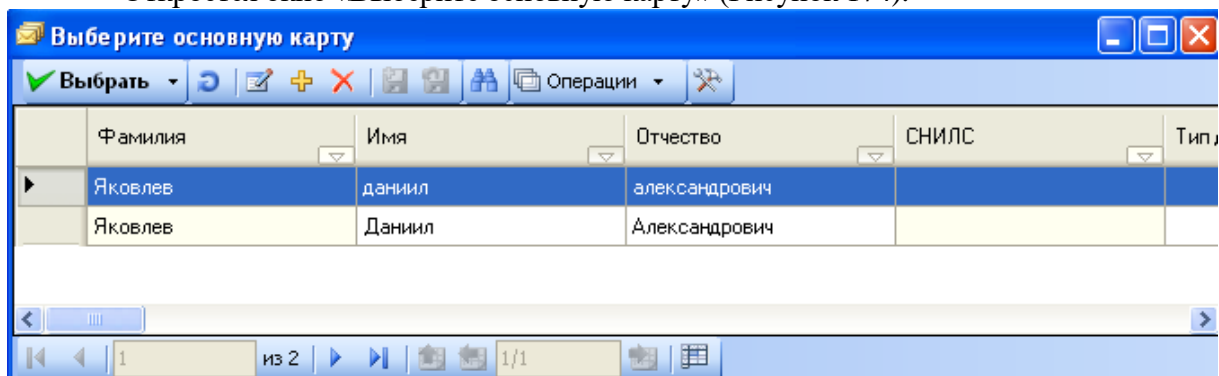 Выберите основную карту
Выбрать Операции
Фамилия Имя Отчество СНИЛС Тип
Яковлев даниил александрович
Яковлев Даниил Александрович
1 из 2 1/1